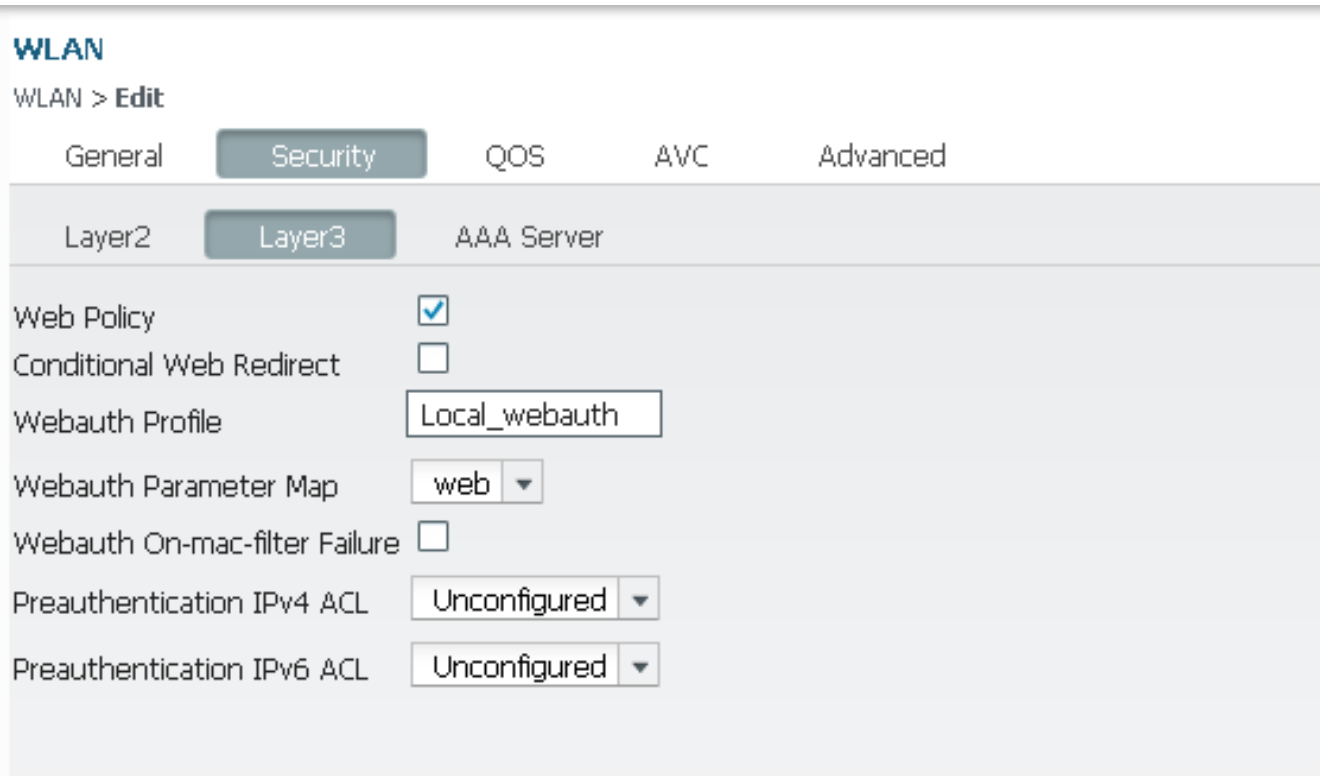 WLAN
WLAN > Edit
General Security QOS AVC Advanced
Layer2 Layer3 AAA Server
Web Policy
Conditional Web Redirect
Webauth Profile Local_webauth
Webauth Parameter Map web
Webauth On-mac-filter Failure
Preauthentication IPv4 ACL Unconfigured
Preauthentication IPv6 ACL Unconfigured